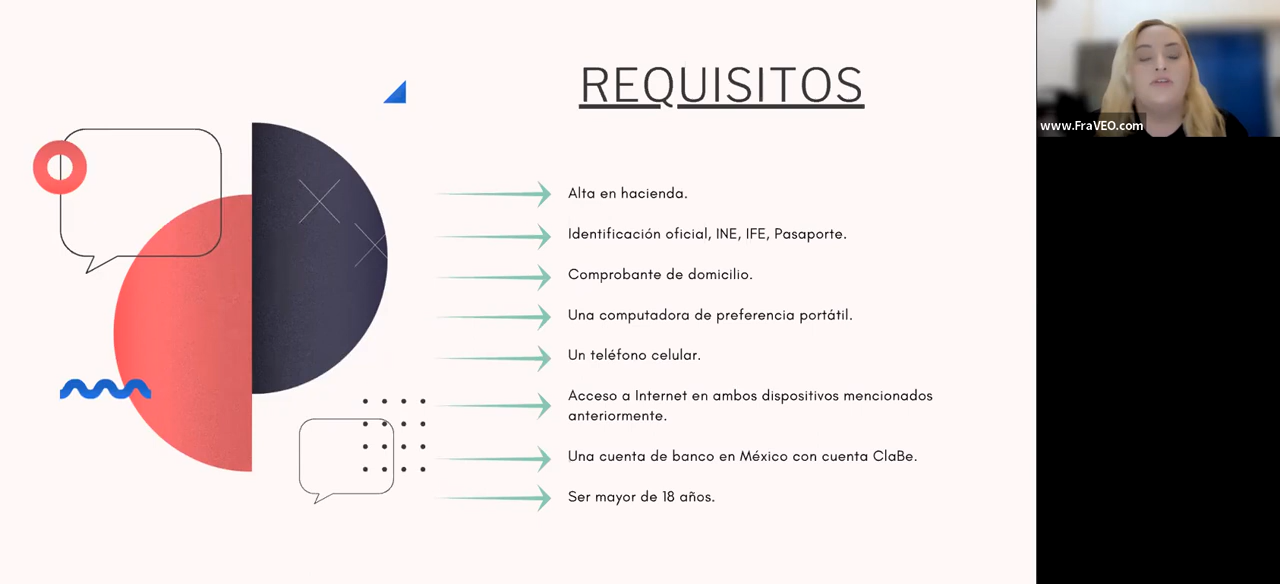 REQUISITOS
Alta en hacienda.
Identificación oficial, INE, IFE, Pasaporte.
Comprobante de domicilio.
Una computadora de preferencia portátil.
Un teléfono celular.
Acceso a Internet en ambos dispositivos mencionados
anteriormente.
Una cuenta de banco en México con cuenta ClaBe.
Ser mayor de 18 años.
www.FraVEO.com